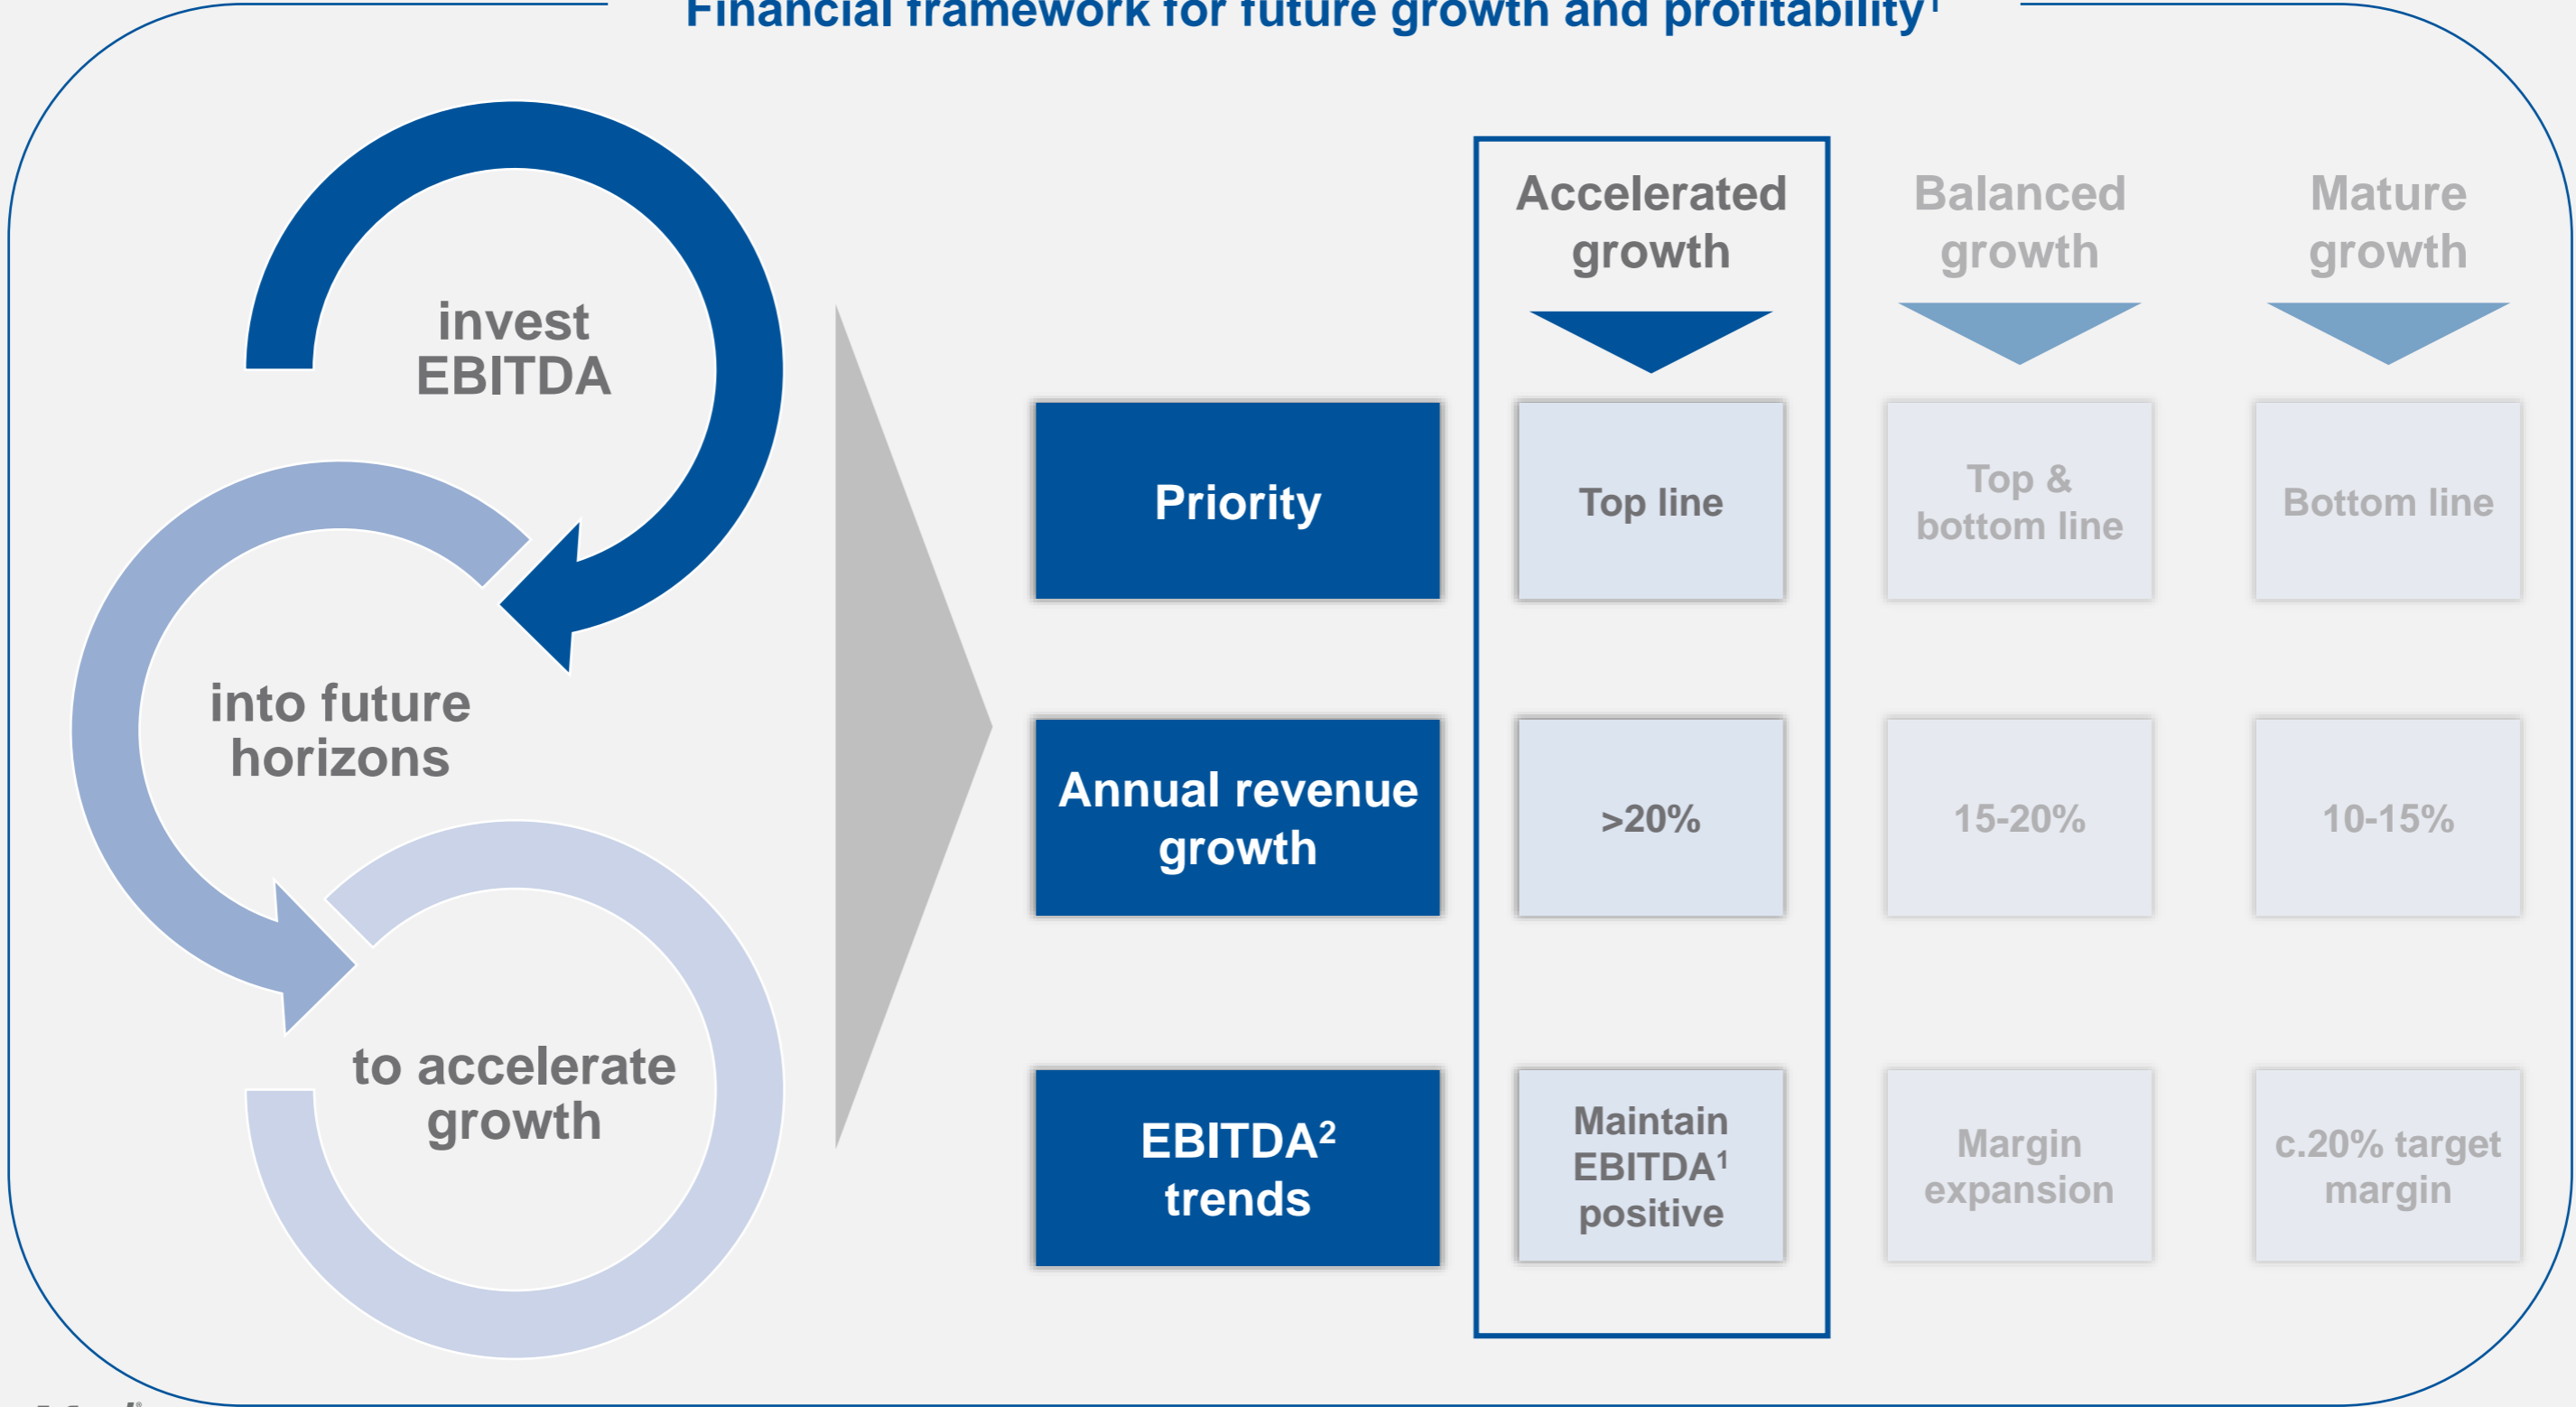 Financial framework for future growth and profitability¹
invest
EBITDA
into future
horizons
to accelerate
growth
Accelerated
growth
Balanced
growth
Mature
growth
Priority
Top line
Top &
bottom line
Bottom line
Annual revenue
growth
>20%
15-20%
10-15%
EBITDA²
trends
Maintain
EBITDA¹
positive
Margin
expansion
c.20% target
margin